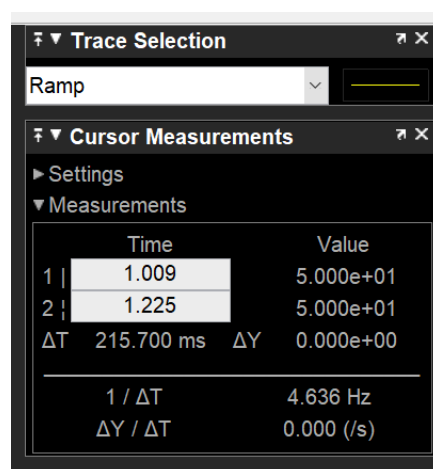 Trace Selection
Ramp
Cursor Measurements
Settings
Measurements
Time Value
1 | 1.009 5.000e+01
2 ¦ 1.225 5.000e+01
ΔT 215.700 ms ΔY 0.000e+00
1 / ΔT 4.636 Hz
ΔY / ΔT 0.000 (/s)